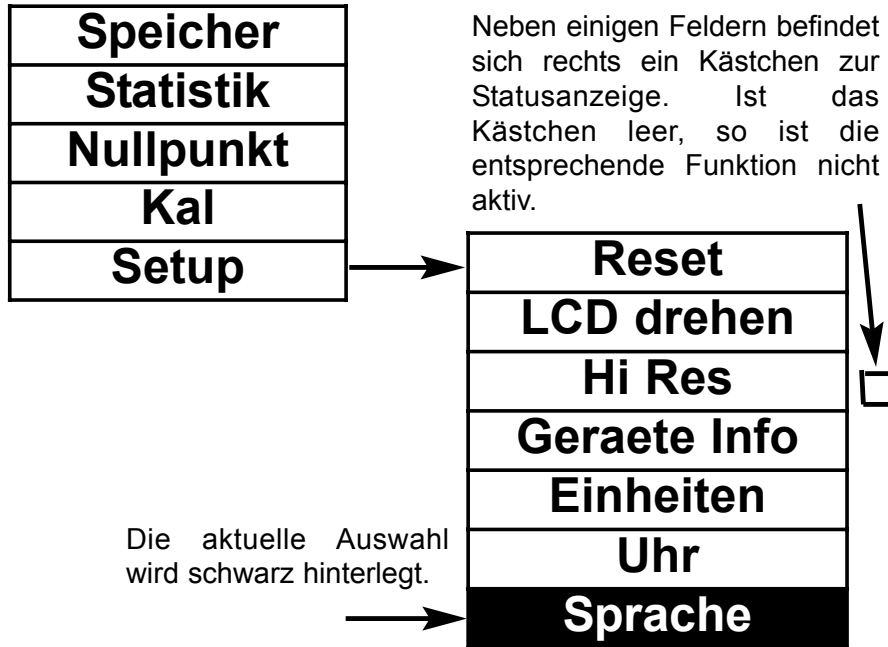 Speicher
Statistik
Nullpunkt
Kal
Setup
Neben einigen Feldern befindet
sich rechts ein Kästchen zur
Statusanzeige. Ist das
Kästchen leer, so ist die
entsprechende Funktion nicht
aktiv.
Reset
LCD drehen
Hi Res
Geraete Info
Einheiten
Uhr
Sprache
Die aktuelle Auswahl
wird schwarz hinterlegt.